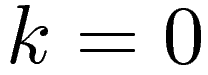 k = 0